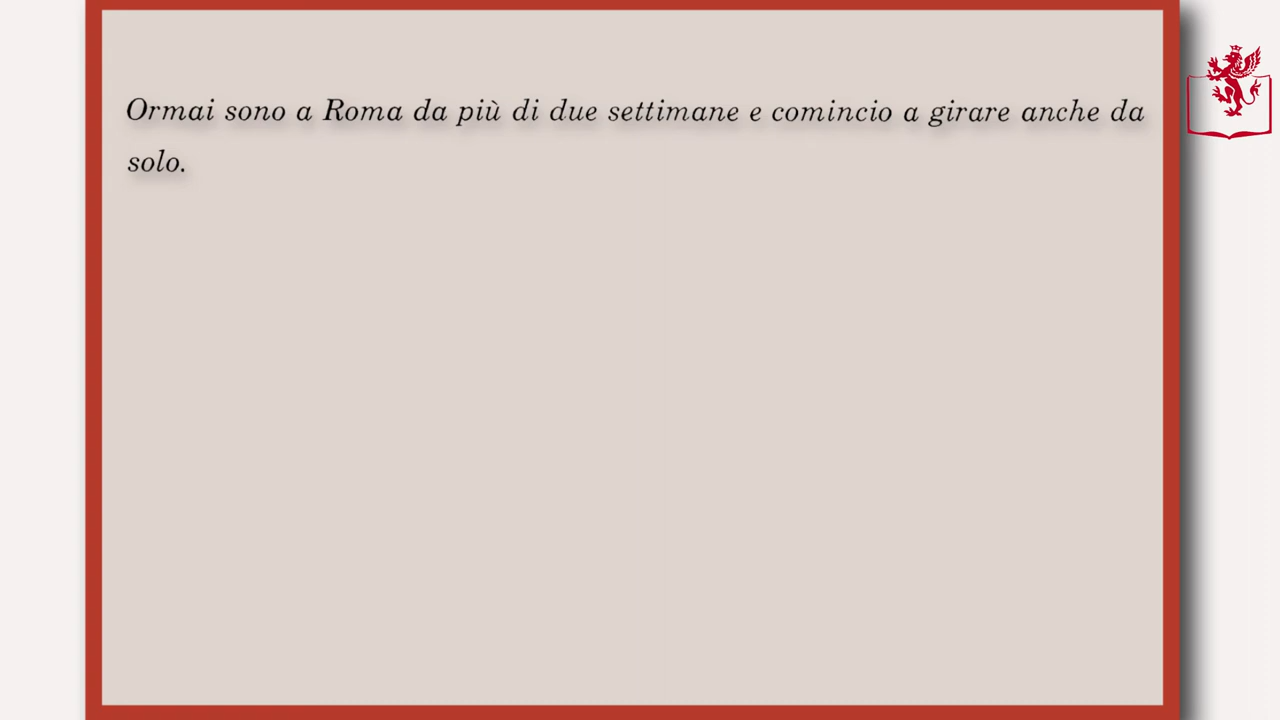 Ormai sono a Roma da più di due settimane e comincio a girare anche da
solo.